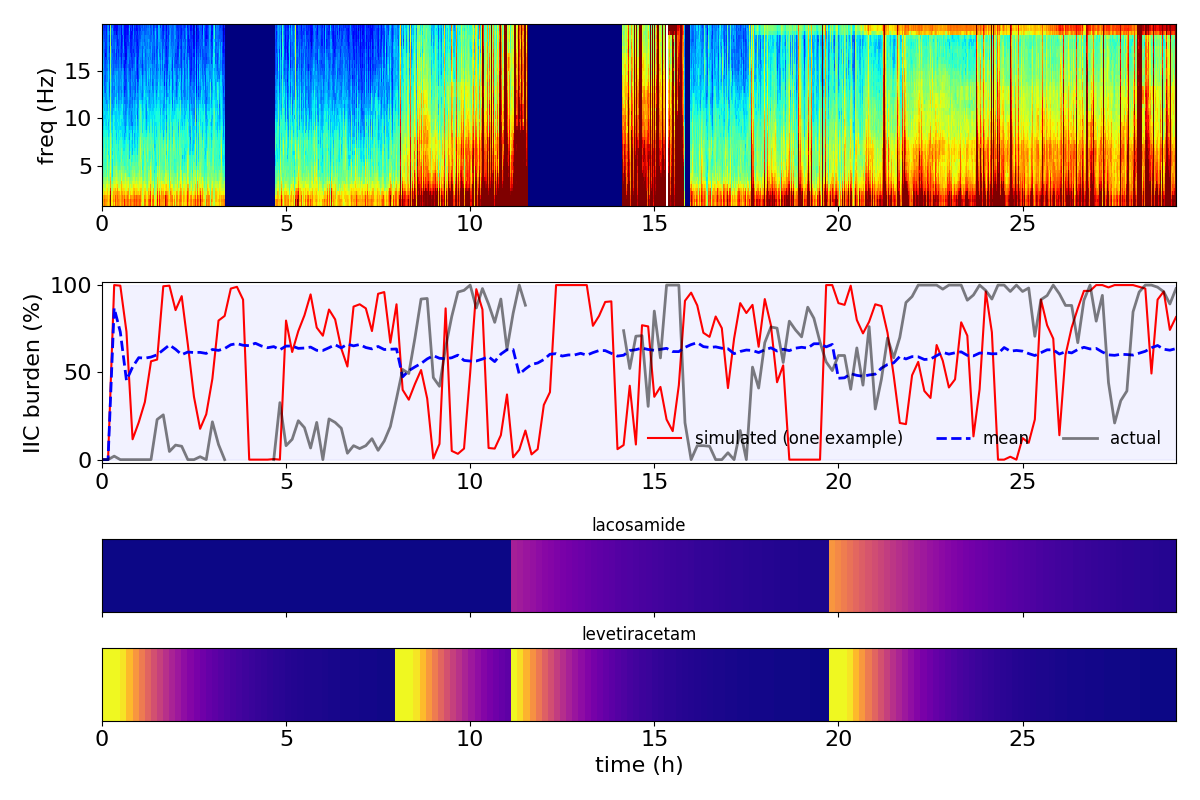 freq (Hz)
15
10
5
0 5 10 15 20 25
IIC burden (%)
100
50
0
simulated (one example) mean actual
0 5 10 15 20 25
lacosamide
levetiracetam
0 5 10 15 20 25
time (h)